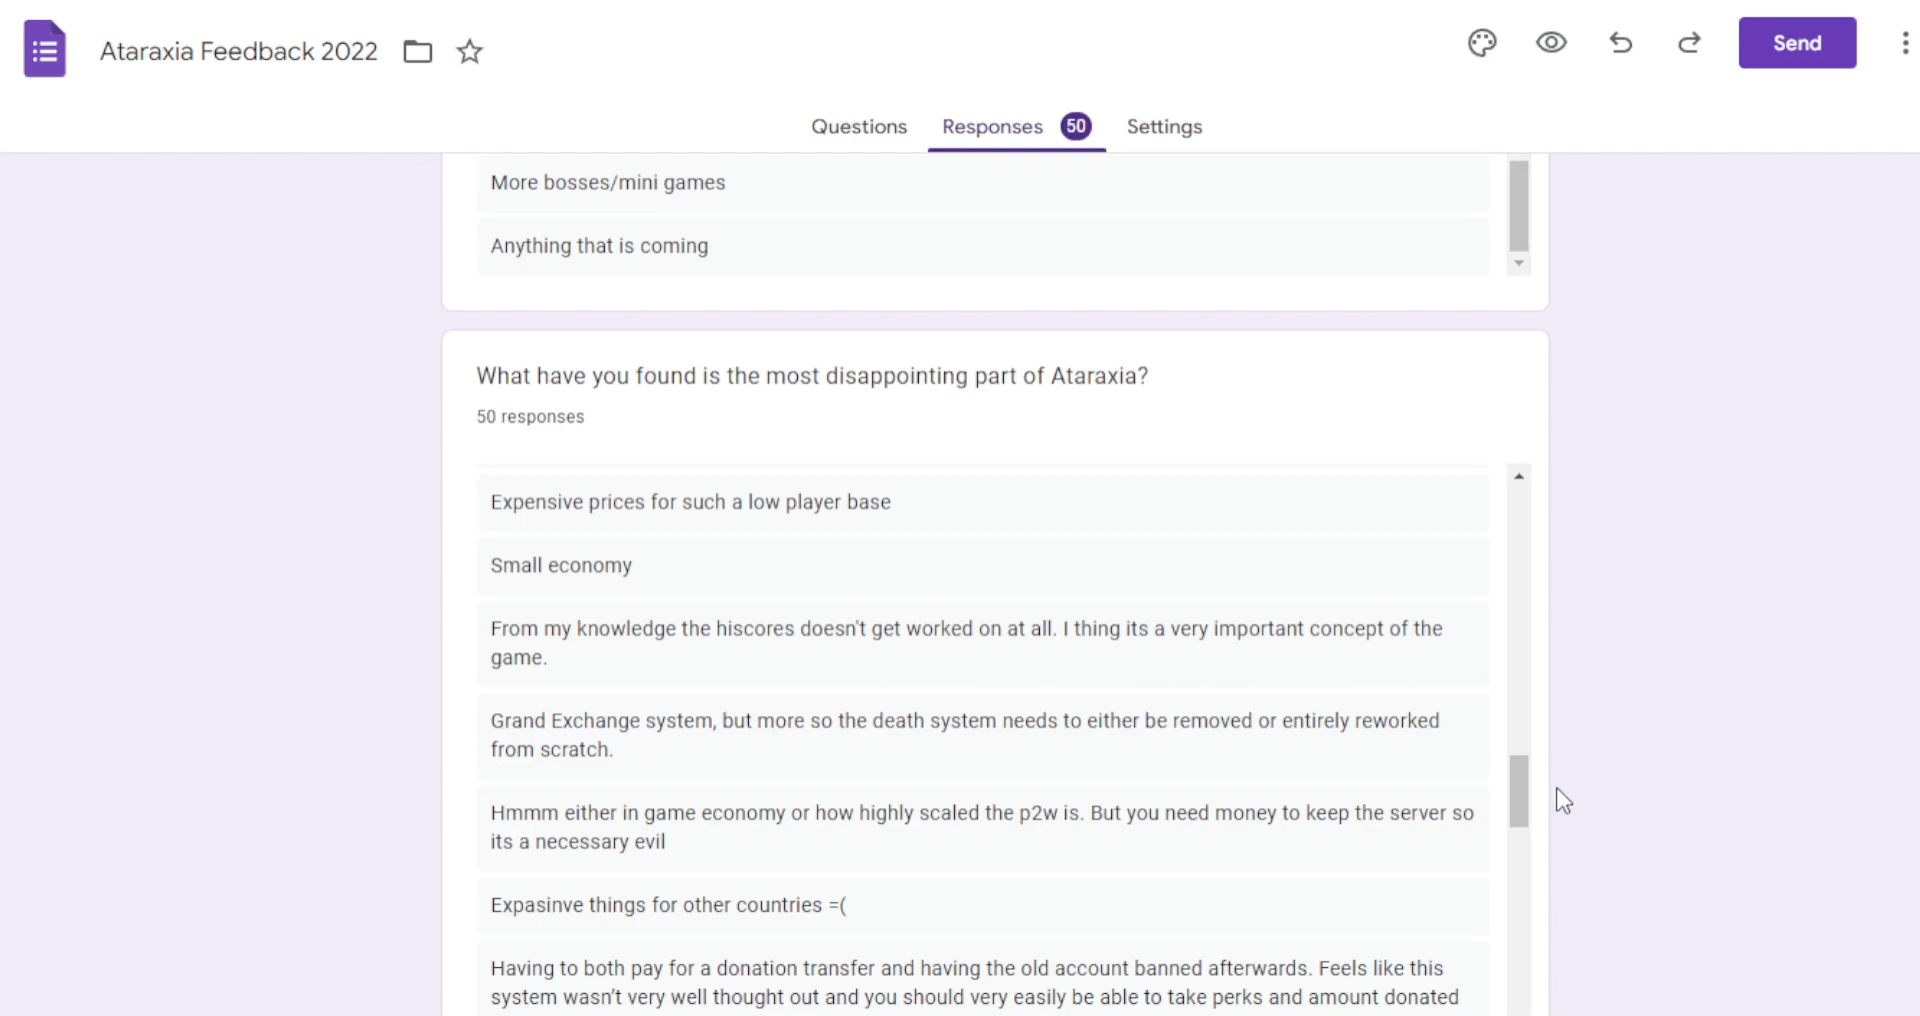 Ataraxia Feedback 2022
Send
Questions
Responses 50
Settings
More bosses/mini games
Anything that is coming
What have you found is the most disappointing part of Ataraxia?
50 responses
Expensive prices for such a low player base
Small economy
From my knowledge the hiscores doesn't get worked on at all. I thing its a very important concept of the
game.
Grand Exchange system, but more so the death system needs to either be removed or entirely reworked
from scratch.
Hmmm either in game economy or how highly scaled the p2w is. But you need money to keep the server so
its a necessary evil
Expasinve things for other countries =(
Having to both pay for a donation transfer and having the old account banned afterwards. Feels like this
system wasn't very well thought out and you should very easily be able to take perks and amount donated